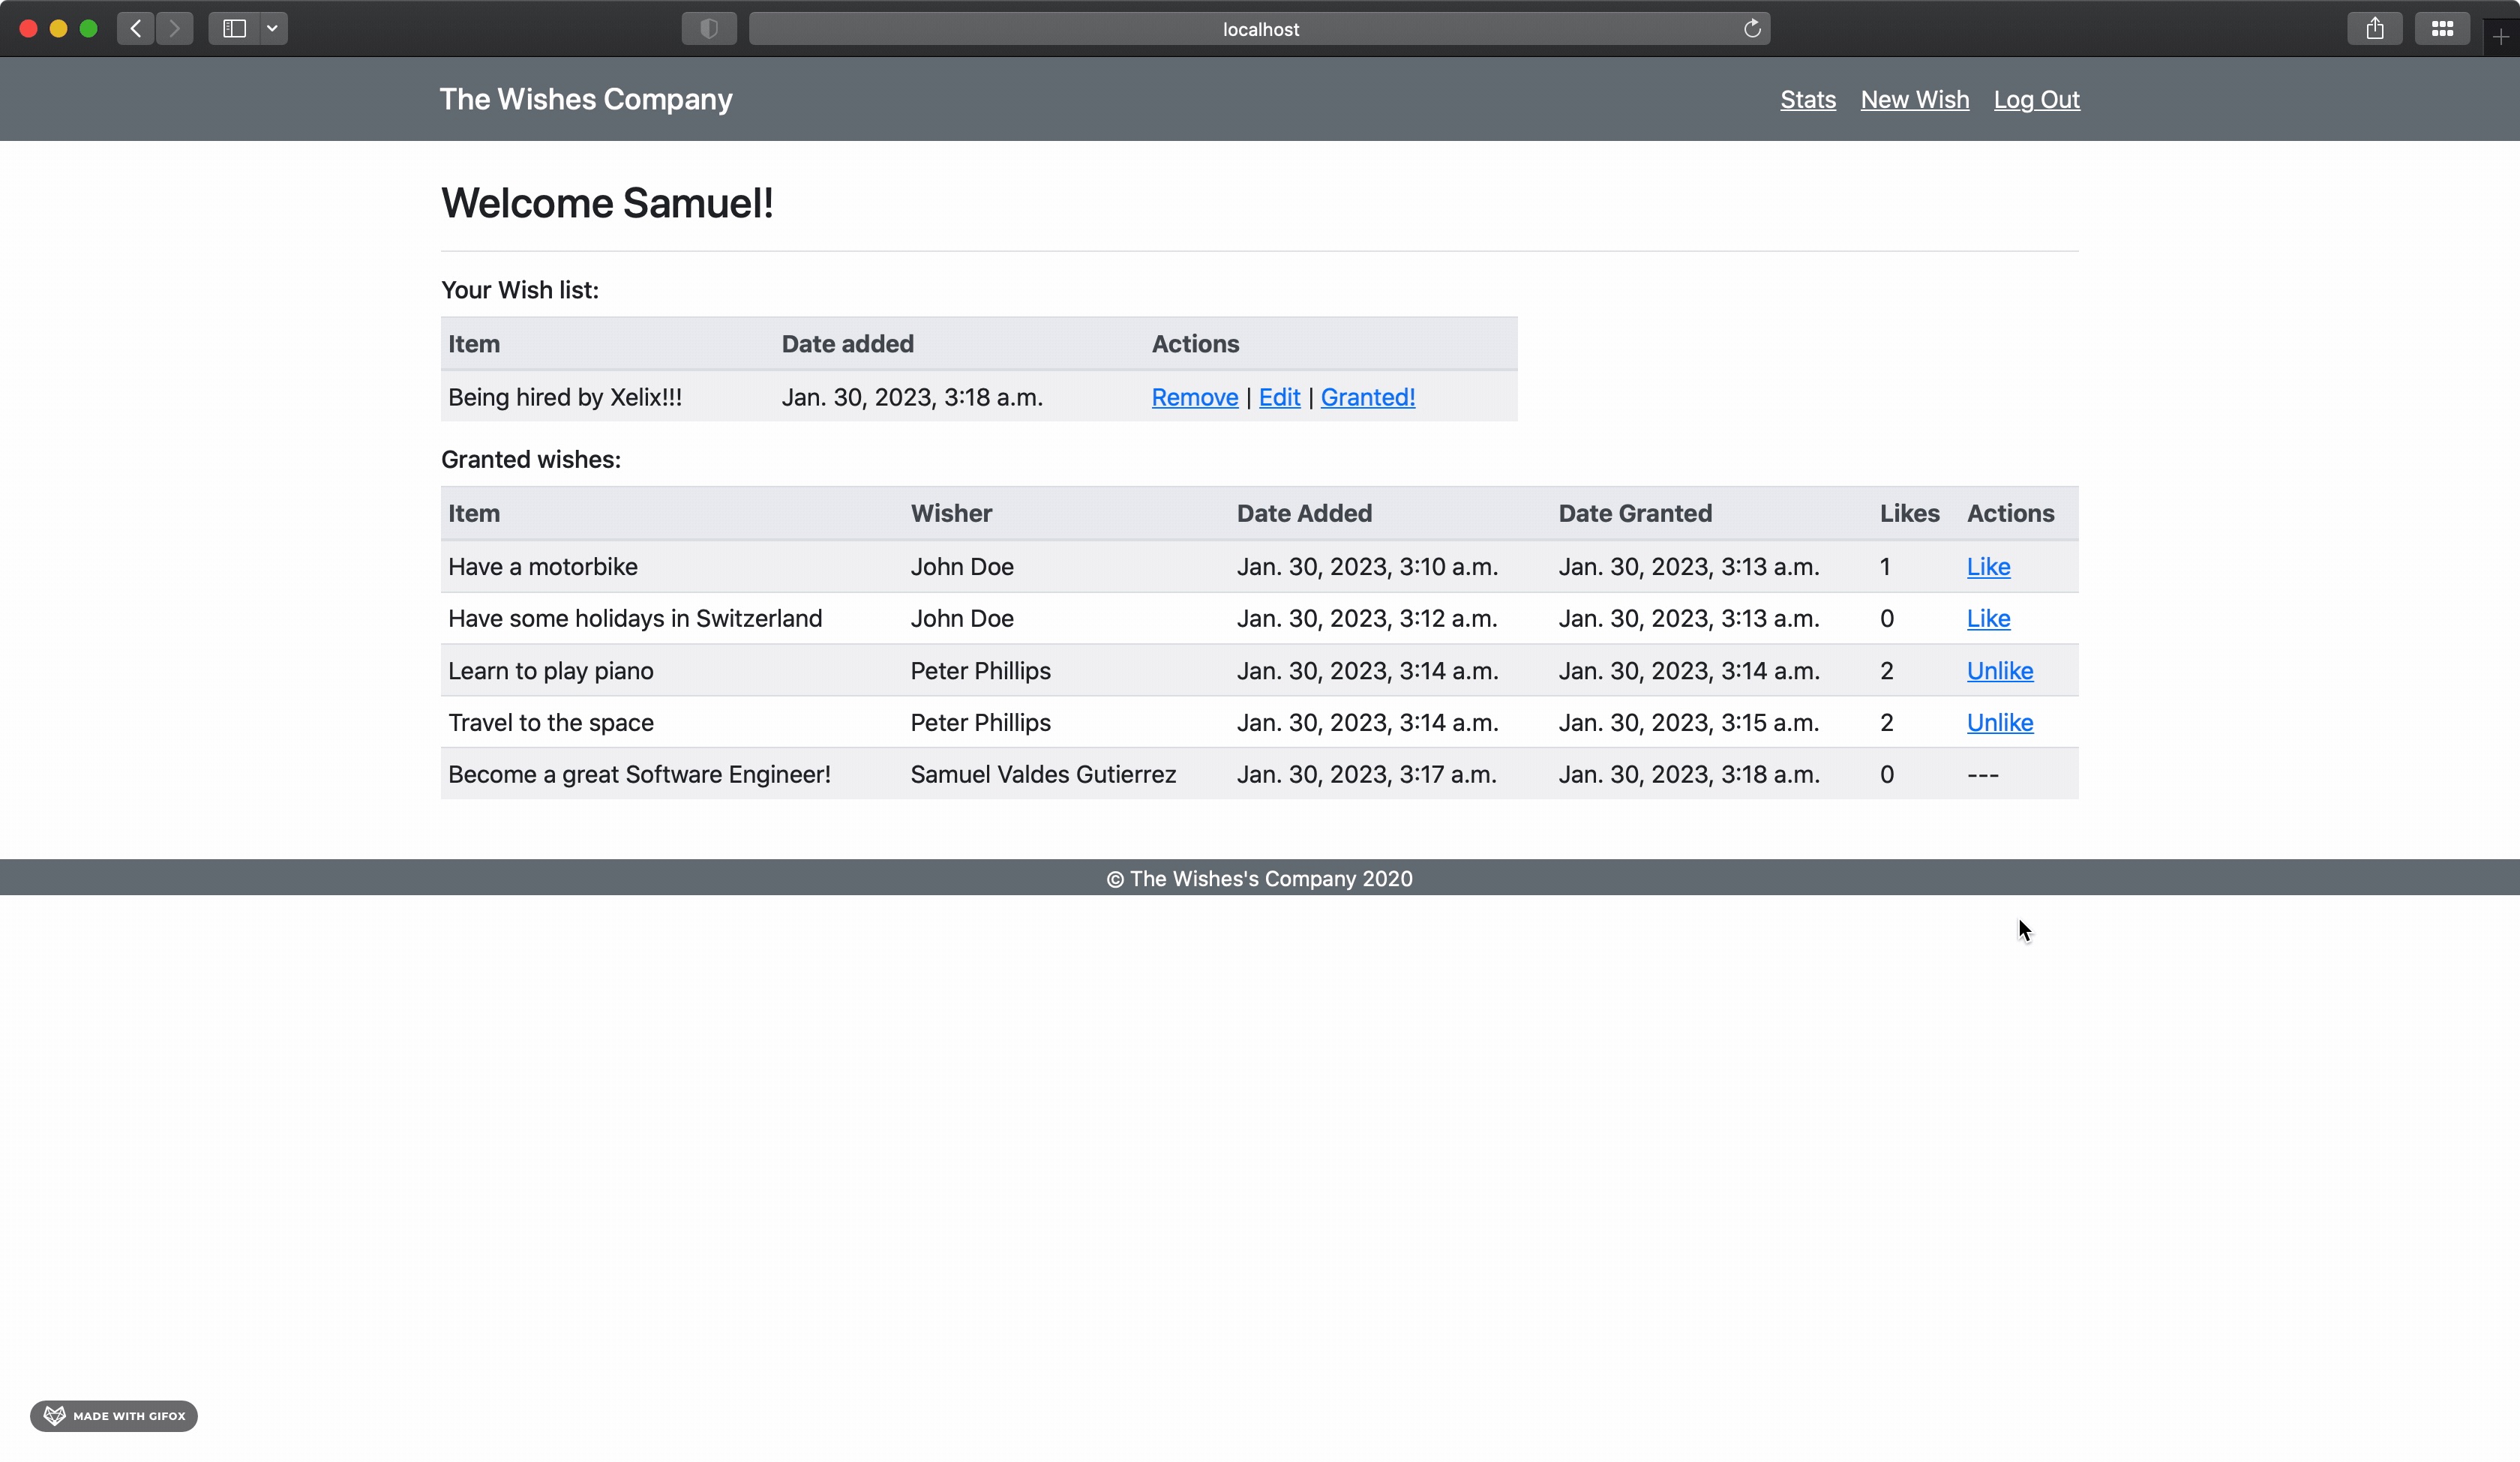 localhost
The Wishes Company Stats New Wish Log Out
Welcome Samuel!
Your Wish list:
Item Date added Actions
Being hired by Xelix!!! Jan. 30, 2023, 3:18 a.m. Remove | Edit | Granted!
Granted wishes:
Item Wisher Date Added Date Granted Likes Actions
Have a motorbike John Doe Jan. 30, 2023, 3:10 a.m. Jan. 30, 2023, 3:13 a.m. 1 Like
Have some holidays in Switzerland John Doe Jan. 30, 2023, 3:12 a.m. Jan. 30, 2023, 3:13 a.m. 0 Like
Learn to play piano Peter Phillips Jan. 30, 2023, 3:14 a.m. Jan. 30, 2023, 3:14 a.m. 2 Unlike
Travel to the space Peter Phillips Jan. 30, 2023, 3:14 a.m. Jan. 30, 2023, 3:15 a.m. 2 Unlike
Become a great Software Engineer! Samuel Valdes Gutierrez Jan. 30, 2023, 3:17 a.m. Jan. 30, 2023, 3:18 a.m. 0 ---
© The Wishes's Company 2020
MADE WITH GIFOX